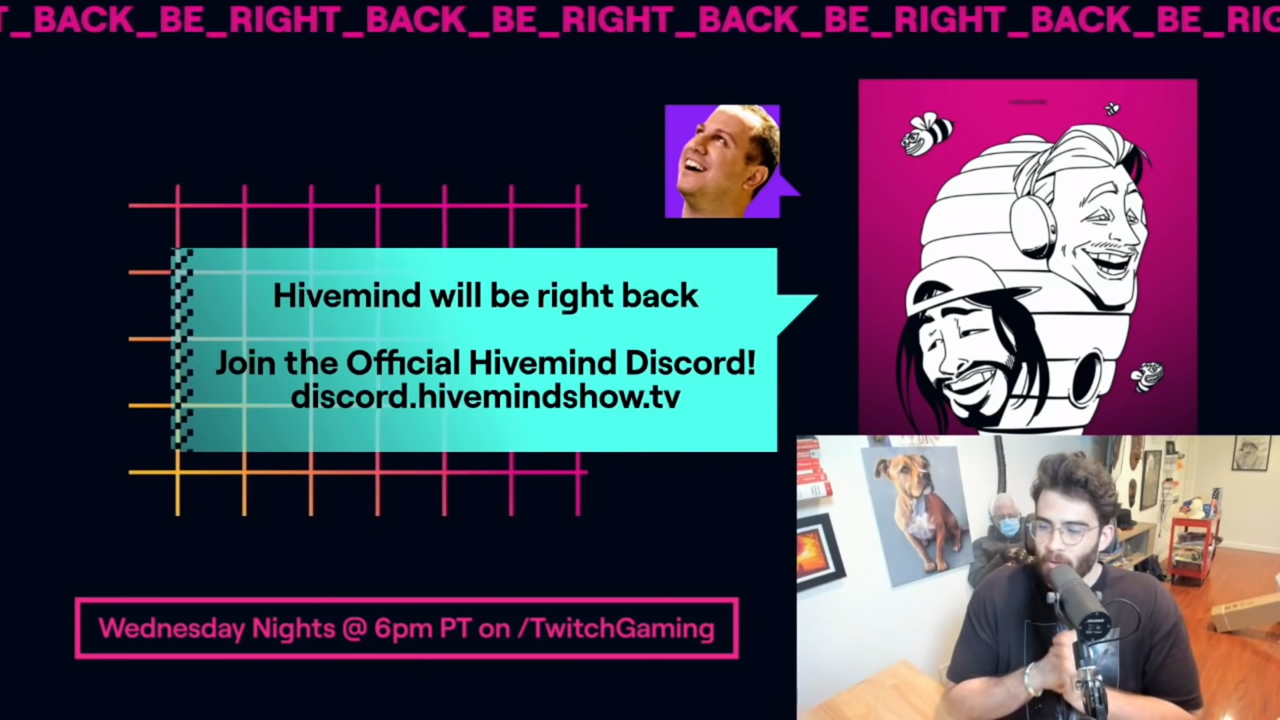 T_BACK_BE_RIGHT_BACK_BE_RIGHT_BACK_BE_RIGHT_BACK_BE_RIG
Hivemind will be right back
Join the Official Hivemind Discord!
discord.hivemindshow.tv
Wednesday Nights @ 6pm PT on /TwitchGaming